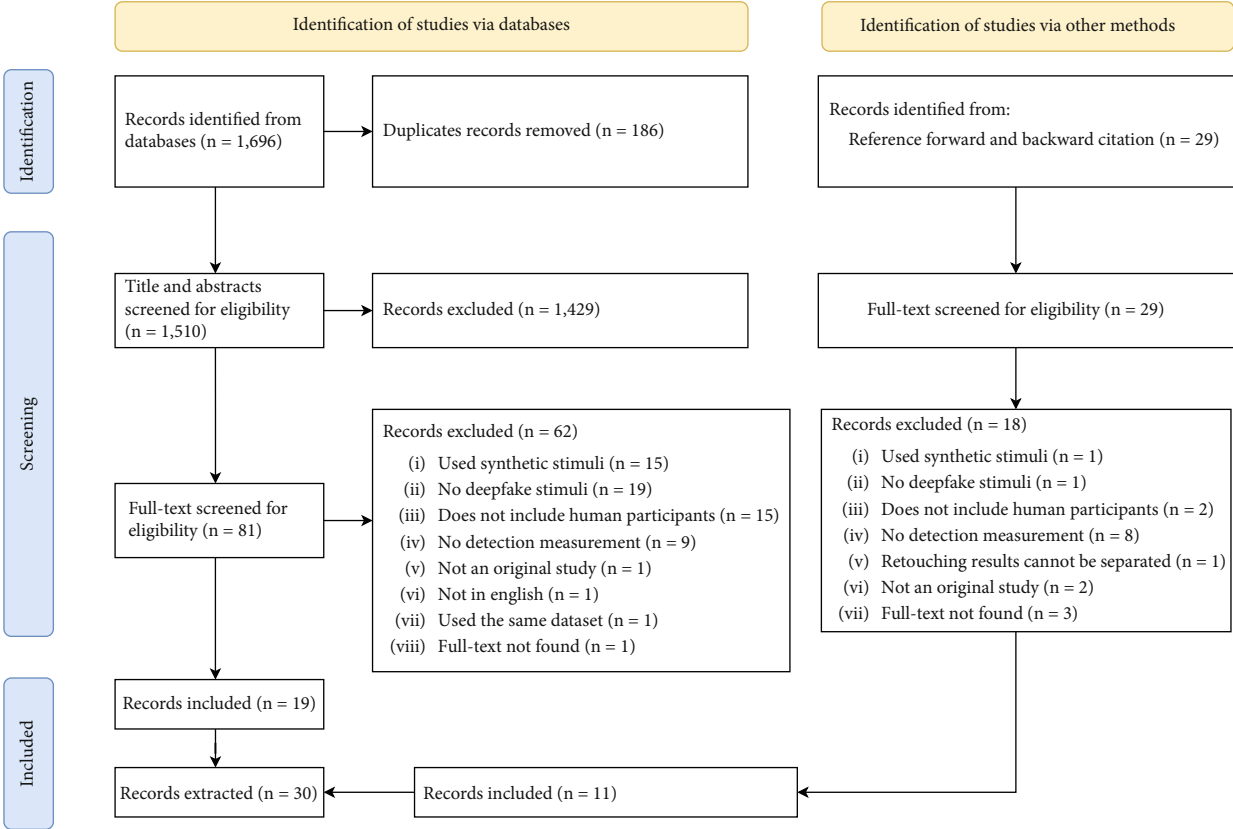 Identification of studies via databases
Identification of studies via other methods
Identification
Records identified from
databases (n = 1,696)
Duplicates records removed (n = 186)
Records identified from:
Reference forward and backward citation (n = 29)
Screening
Title and abstracts
screened for eligibility
(n = 1,510)
Records excluded (n = 1,429)
Full-text screened for eligibility (n = 29)
Full-text screened for
eligibility (n = 81)
Records excluded (n = 62)
(i) Used synthetic stimuli (n = 15)
(ii) No deepfake stimuli (n = 19)
(iii) Does not include human participants (n = 15)
(iv) No detection measurement (n = 9)
(v) Not an original study (n = 1)
(vi) Not in english (n = 1)
(vii) Used the same dataset (n = 1)
(viii) Full-text not found (n = 1)
Records excluded (n = 18)
(i) Used synthetic stimuli (n = 1)
(ii) No deepfake stimuli (n = 1)
(iii) Does not include human participants (n = 2)
(iv) No detection measurement (n = 8)
(v) Retouching results cannot be separated (n = 1)
(vi) Not an original study (n = 2)
(vii) Full-text not found (n = 3)
Included
Records included (n = 19)
Records extracted (n = 30)
Records included (n = 11)